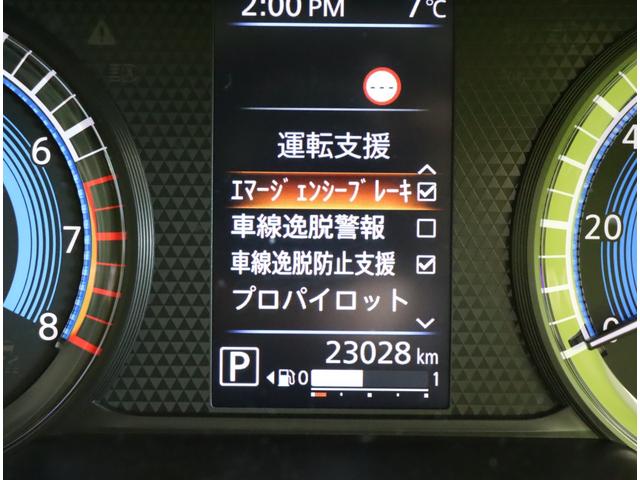 2:00 PM 7℃
---
運転支援
ｴﾏｰｼﾞｪﾝｼｰﾌﾞﾚｰｷ
車線逸脱警報
車線逸脱防止支援
プロパイロット
23028 km
P
0 1
6
7
8
4
20
0